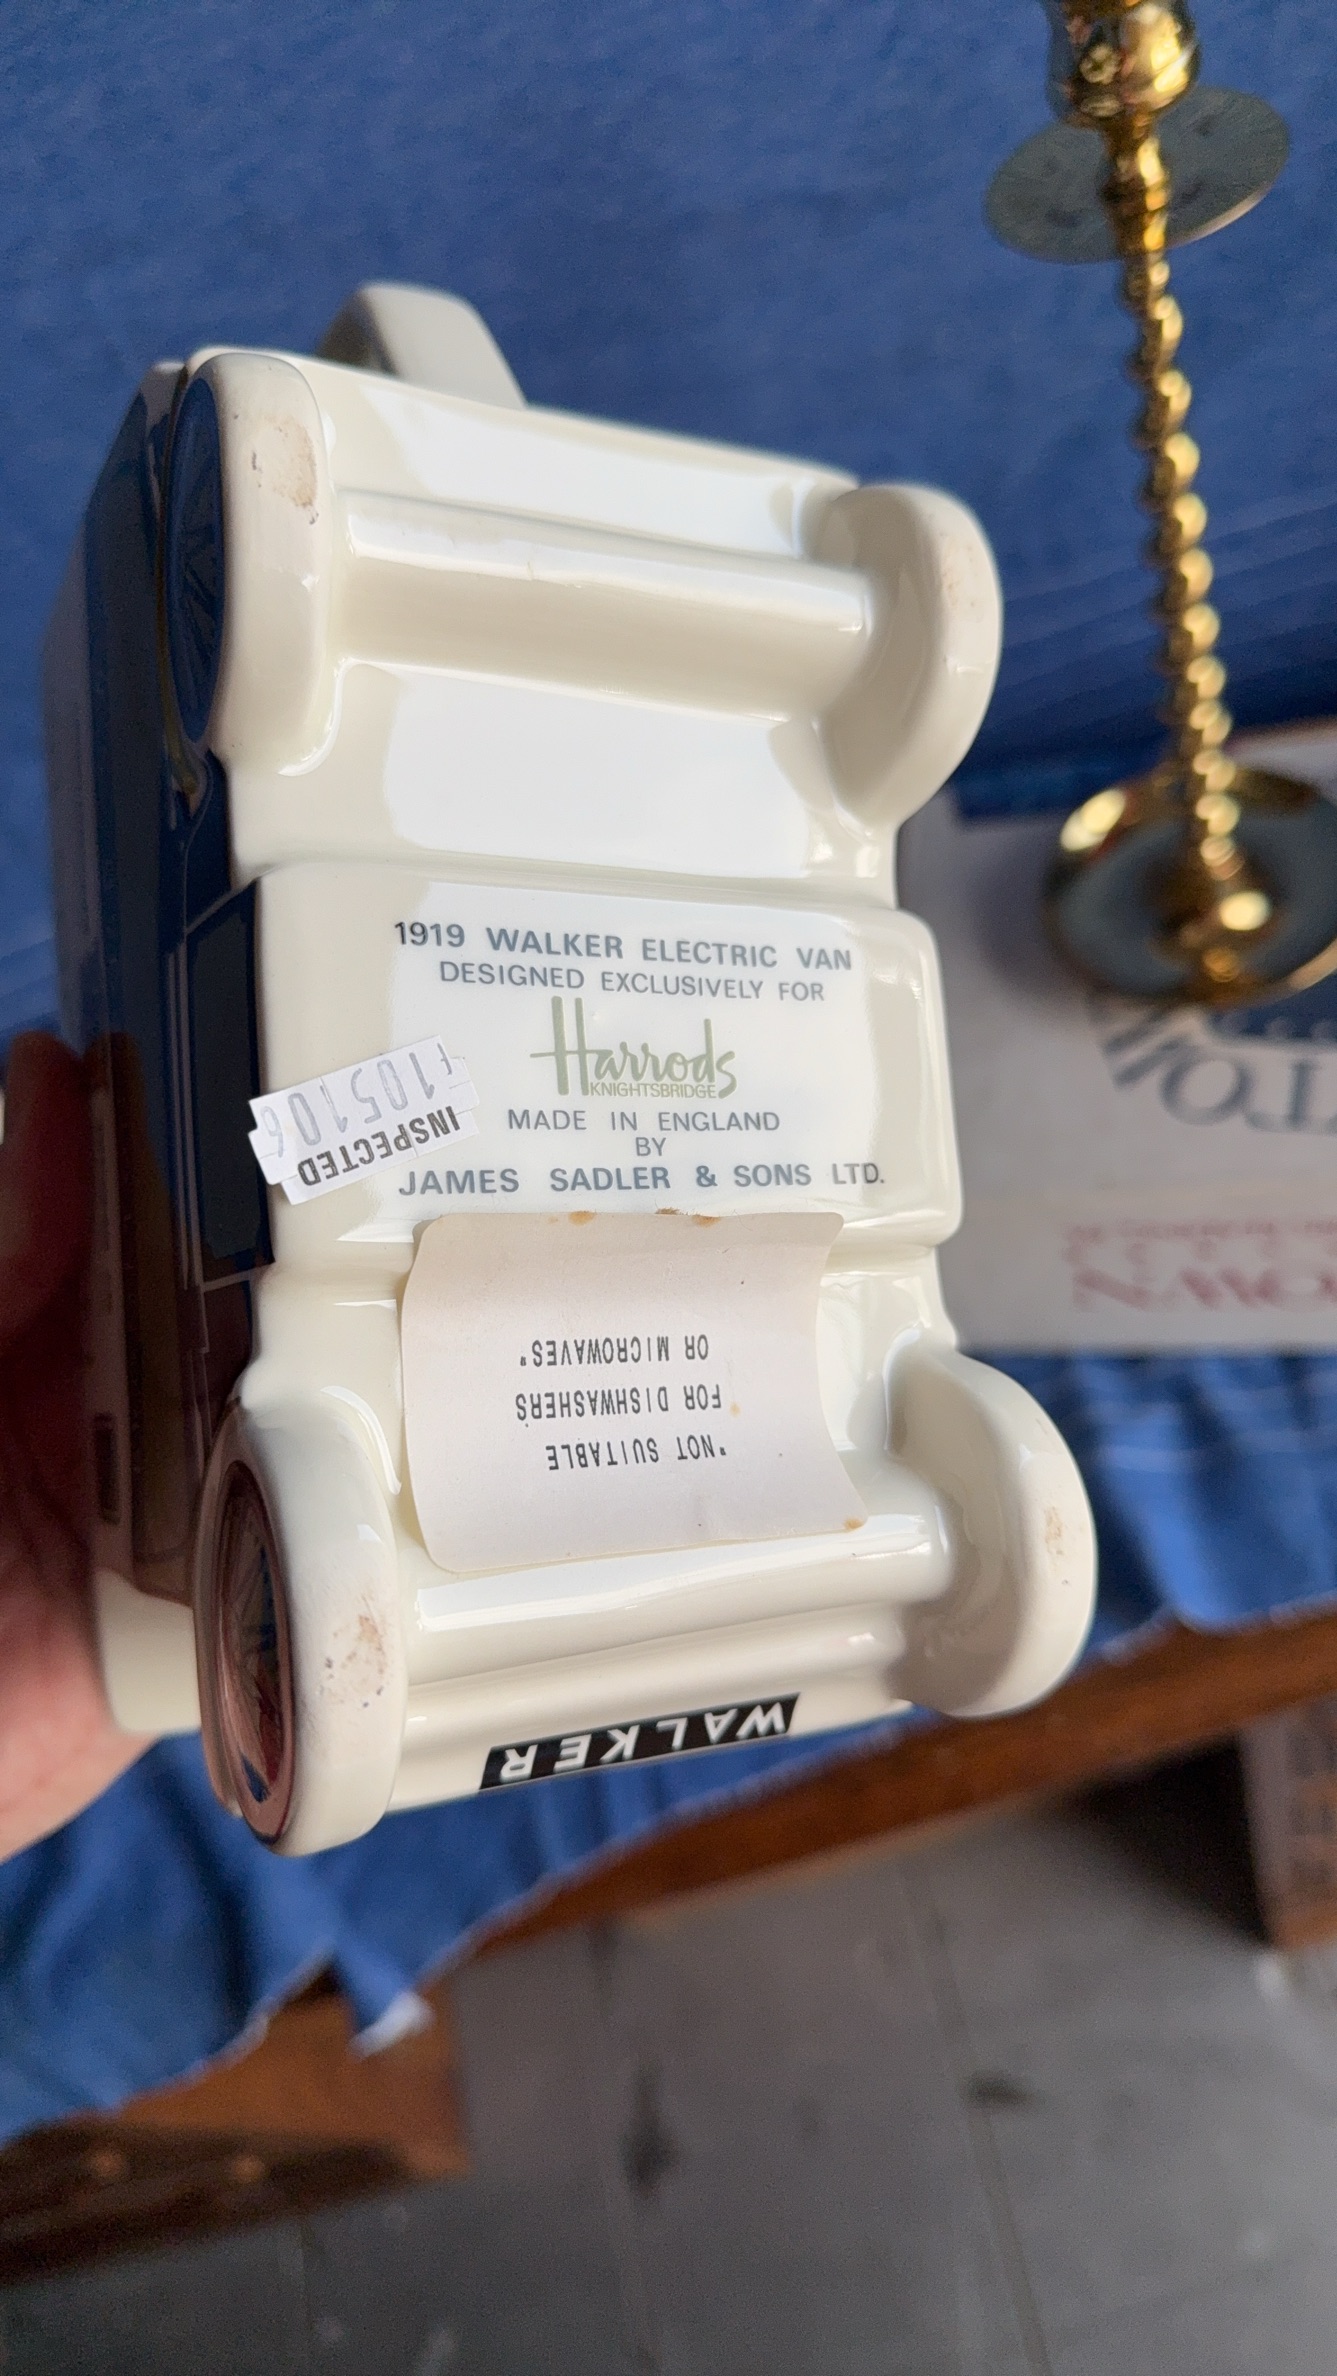 1919 WALKER ELECTRIC VAN
DESIGNED EXCLUSIVELY FOR
Harrods
KNIGHTSBRIDGE
MADE IN ENGLAND
BY
JAMES SADLER & SONS LTD.
INSPECTED
"NOT SUITABLE
FOR DISHWASHERS
OR MICROWAVES"
WALKER